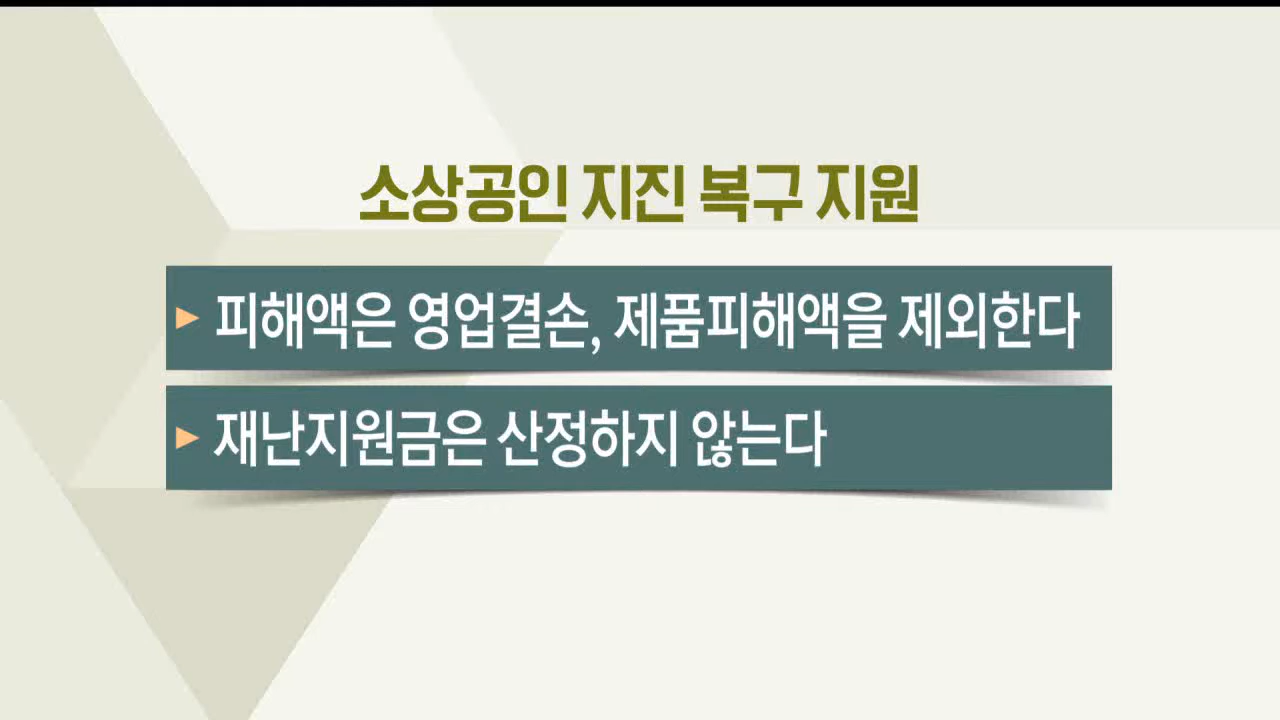 소상공인 지진 복구 지원
▶ 피해액은 영업결손, 제품피해액을 제외한다
▶ 재난지원금은 산정하지 않는다